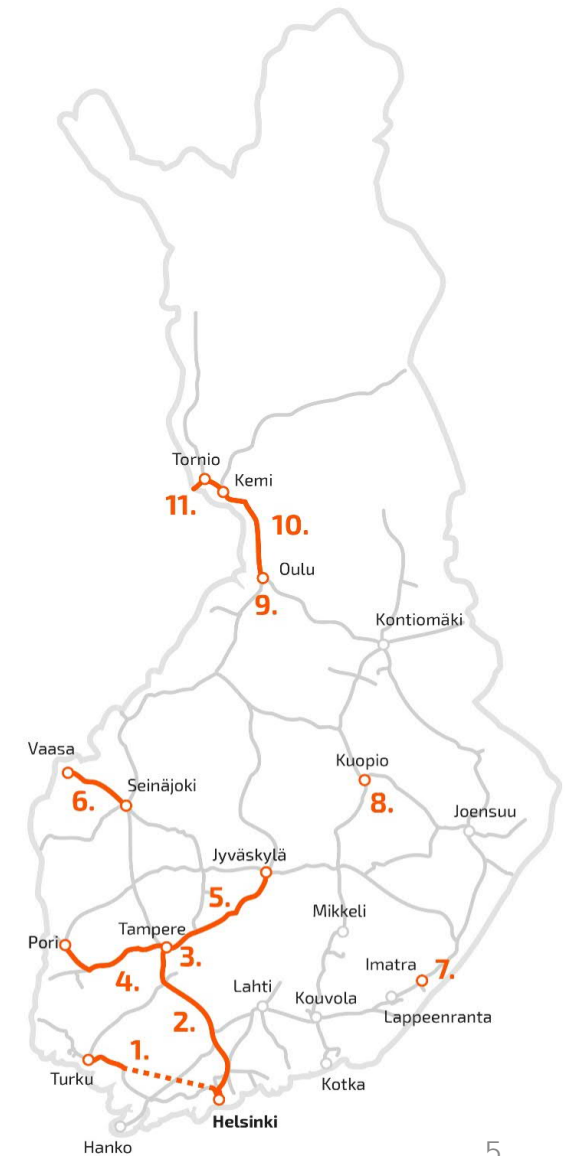 Tornio
Kemi
11.
10.
Oulu
9.
Kontiomäki
Vaasa
Seinäjoki
6.
Kuopio
8.
Joensuu
Jyväskylä
5.
Mikkeli
Tampere
Pori
3.
Imatra
7.
4.
Lahti
Kouvola
Lappeenranta
2.
1.
Turku
Kotka
Helsinki
Hanko
5